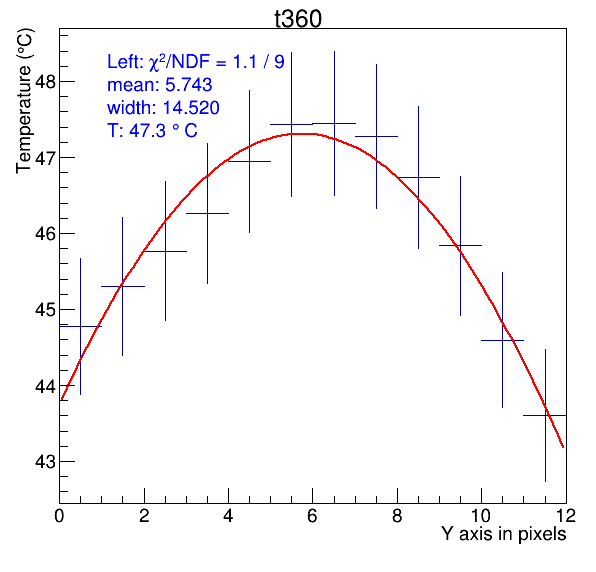 t360
Left: χ²/NDF = 1.1 / 9
mean: 5.743
width: 14.520
T: 47.3 ° C
Temperature (°C)
48
47
46
45
44
43
0 2 4 6 8 10 12
Y axis in pixels